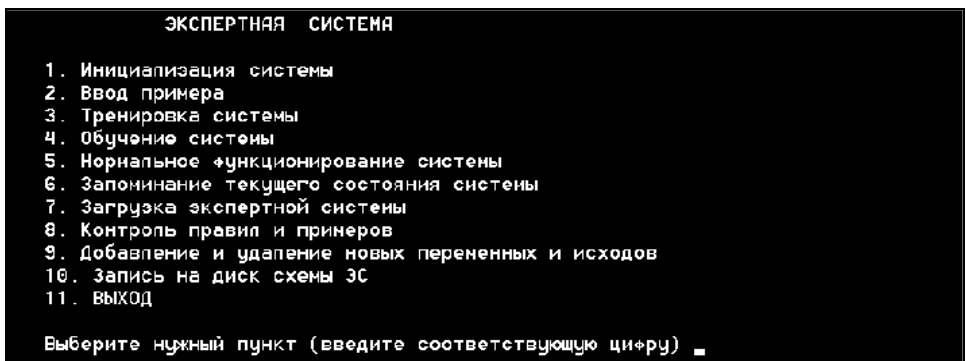 ЭКСПЕРТНАЯ СИСТЕМА
1. Инициализация системы
2. Ввод примера
3. Тренировка системы
4. Обучение системы
5. Нормальное функционирование системы
6. Запоминание текущего состояния системы
7. Загрузка экспертной системы
8. Контроль правил и примеров
9. Добавление и удаление новых переменных и исходов
10. Запись на диск схемы ЭС
11. ВЫХОД
Выберите нужный пункт (введите соответствующую цифру) _